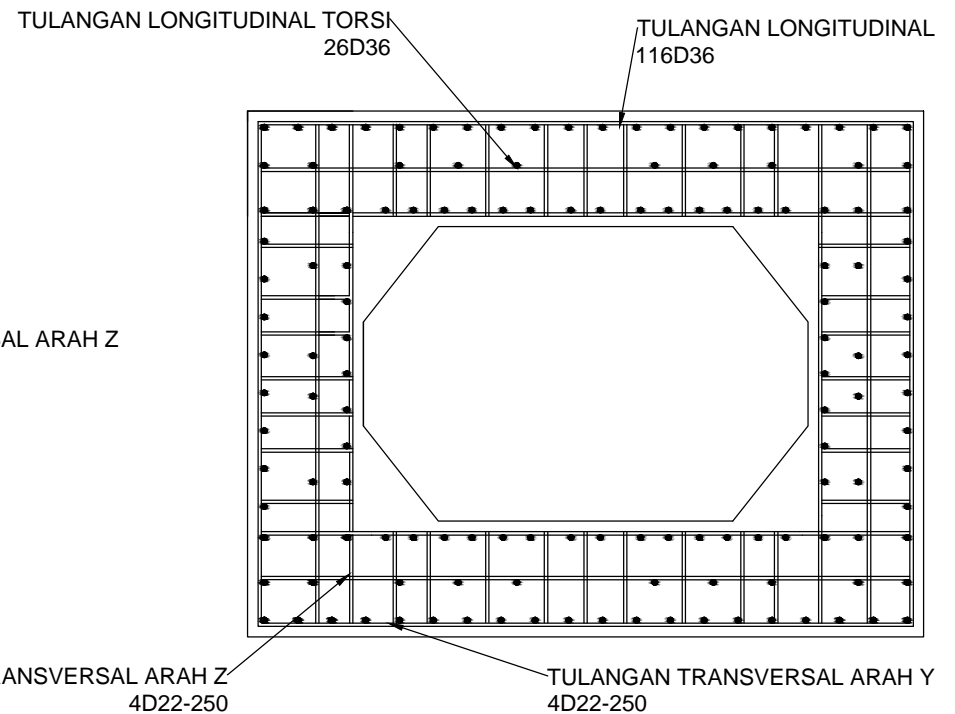 TULANGAN LONGITUDINAL TORSI
26D36
TULANGAN LONGITUDINAL
116D36
AL ARAH Z
ANSVERSAL ARAH Z
4D22-250
TULANGAN TRANSVERSAL ARAH Y
4D22-250